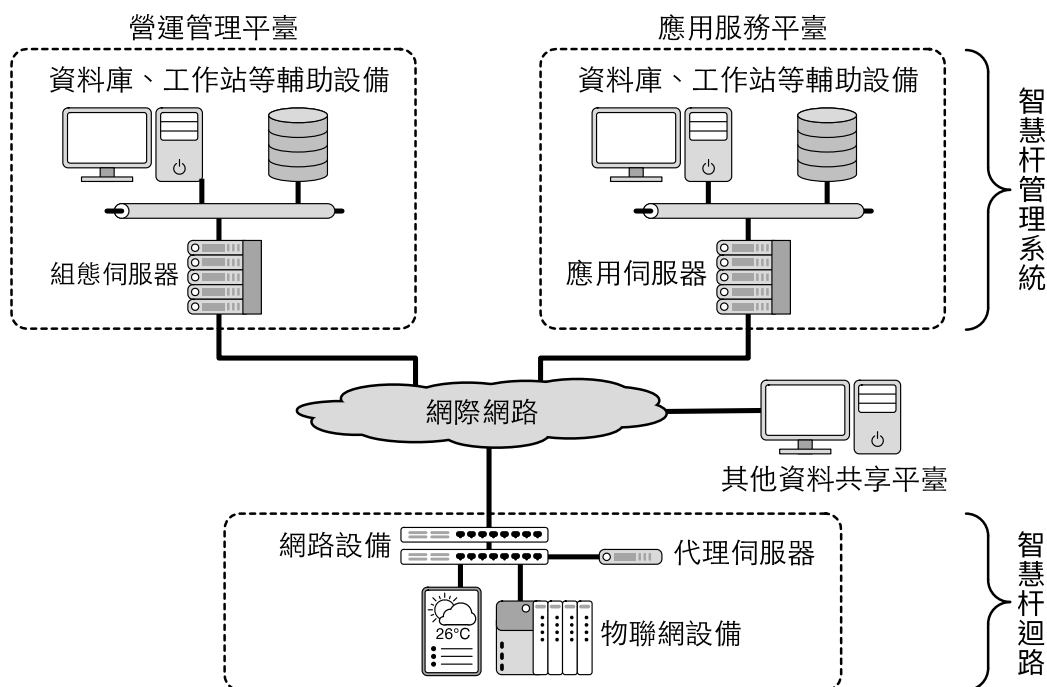 營運管理平臺
資料庫、工作站等輔助設備
組態伺服器
應用服務平臺
資料庫、工作站等輔助設備
應用伺服器
智慧杆管理系統
網際網路
其他資料共享平臺
網路設備
代理伺服器
26°C
物聯網設備
智慧杆迴路